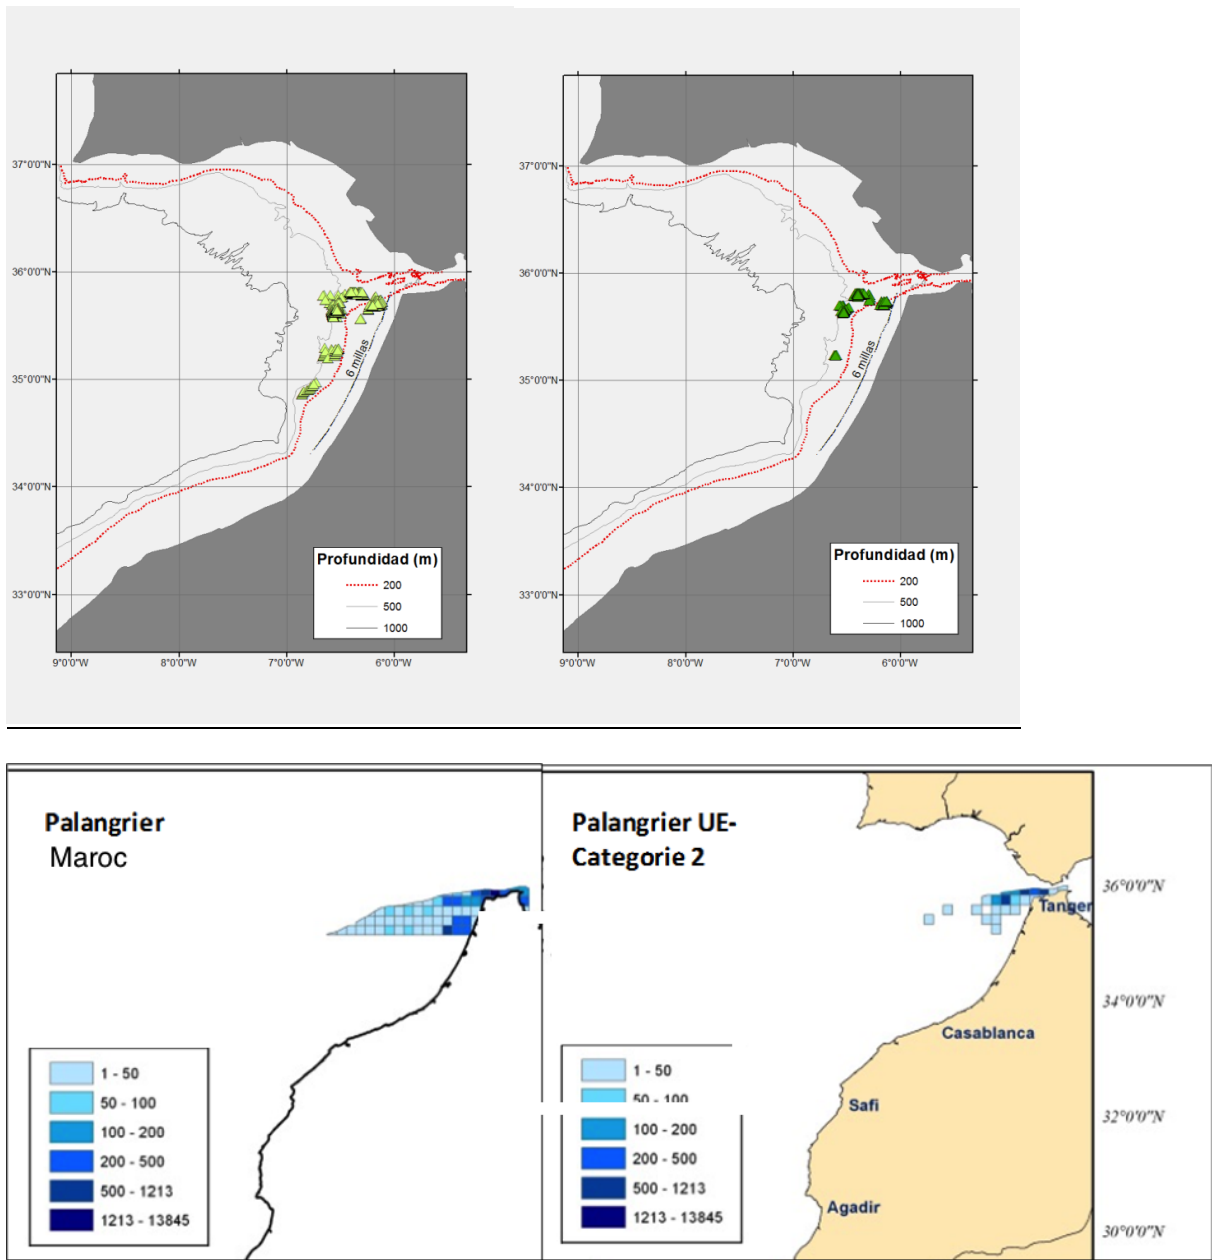 37°0'0"N
36°0'0"N
35°0'0"N
34°0'0"N
33°0'0"N
6 millas
Profundidad (m)
200
500
1000
9°0'0"W
8°0'0"W
7°0'0"W
6°0'0"W
37°0'0"N
36°0'0"N
35°0'0"N
34°0'0"N
33°0'0"N
6 millas
Profundidad (m)
200
500
1000
9°0'0"W
8°0'0"W
7°0'0"W
6°0'0"W
Palangrier
Maroc
1 - 50
50 - 100
100 - 200
200 - 500
500 - 1213
1213 - 13845
Palangrier UE-
Categorie 2
36°0'0"N
Tanger
34°0'0"N
Casablanca
Safi
32°0'0"N
Agadir
30°0'0"N
1 - 50
50 - 100
100 - 200
200 - 500
500 - 1213
1213 - 13845